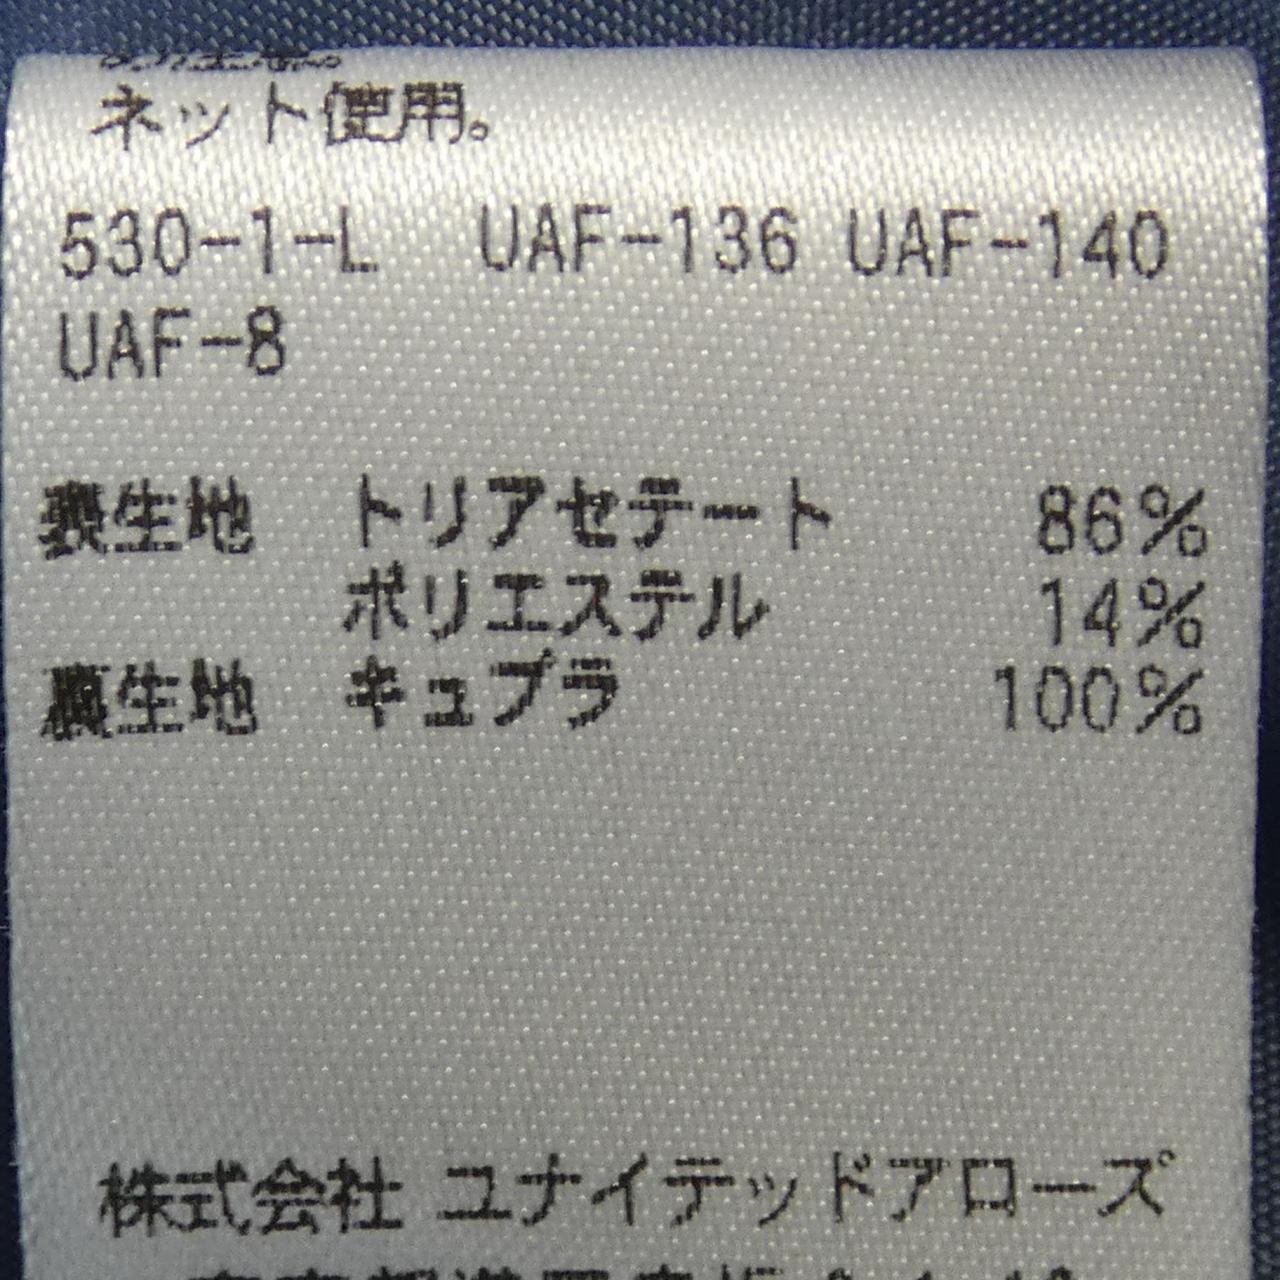 ネット使用。
530-1-L UAF-136 UAF-140
UAF-8
表生地 トリアセテート 86%
ポリエステル 14%
裏生地 キュプラ 100%
株式会社 ユナイテッドアローズ